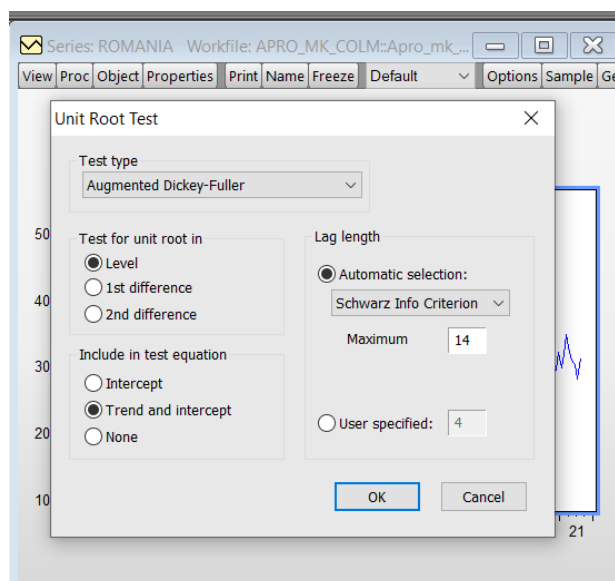 Series: ROMANIA Workfile: APRO_MK_COLM::Apro_mk_...
View Proc Object Properties Print Name Freeze Default Options Sample Ge
Unit Root Test
Test type
Augmented Dickey-Fuller
Test for unit root in
Level
1st difference
2nd difference
Include in test equation
Intercept
Trend and intercept
None
Lag length
Automatic selection:
Schwarz Info Criterion
Maximum 14
User specified: 4
OK Cancel
50
40
30
20
10
21